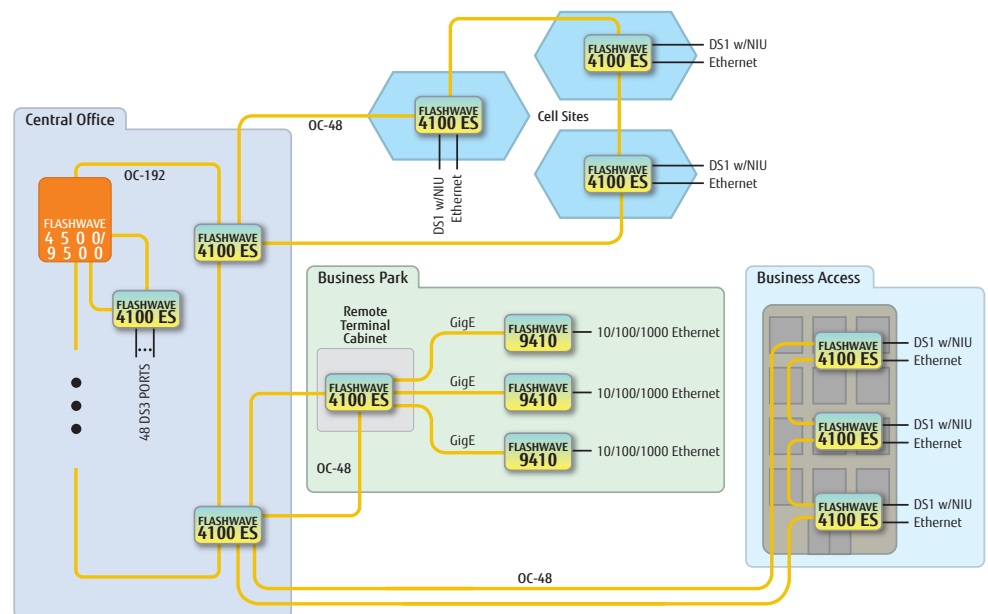 Central Office
OC-192
FLASHWAVE
4 5 0 0/
9 5 0 0
FLASHWAVE
4100 ES
48 DS3 PORTS
FLASHWAVE
4100 ES
FLASHWAVE
4100 ES
OC-48
FLASHWAVE
4100 ES
DS1 w/NIU
Ethernet
Cell Sites
FLASHWAVE
4100 ES
DS1 w/NIU
Ethernet
FLASHWAVE
4100 ES
DS1 w/NIU
Ethernet
Business Park
Remote
Terminal
Cabinet
FLASHWAVE
4100 ES
OC-48
GigE
FLASHWAVE
9410
10/100/1000 Ethernet
GigE
FLASHWAVE
9410
10/100/1000 Ethernet
GigE
FLASHWAVE
9410
10/100/1000 Ethernet
Business Access
FLASHWAVE
4100 ES
DS1 w/NIU
Ethernet
FLASHWAVE
4100 ES
DS1 w/NIU
Ethernet
FLASHWAVE
4100 ES
DS1 w/NIU
Ethernet
OC-48